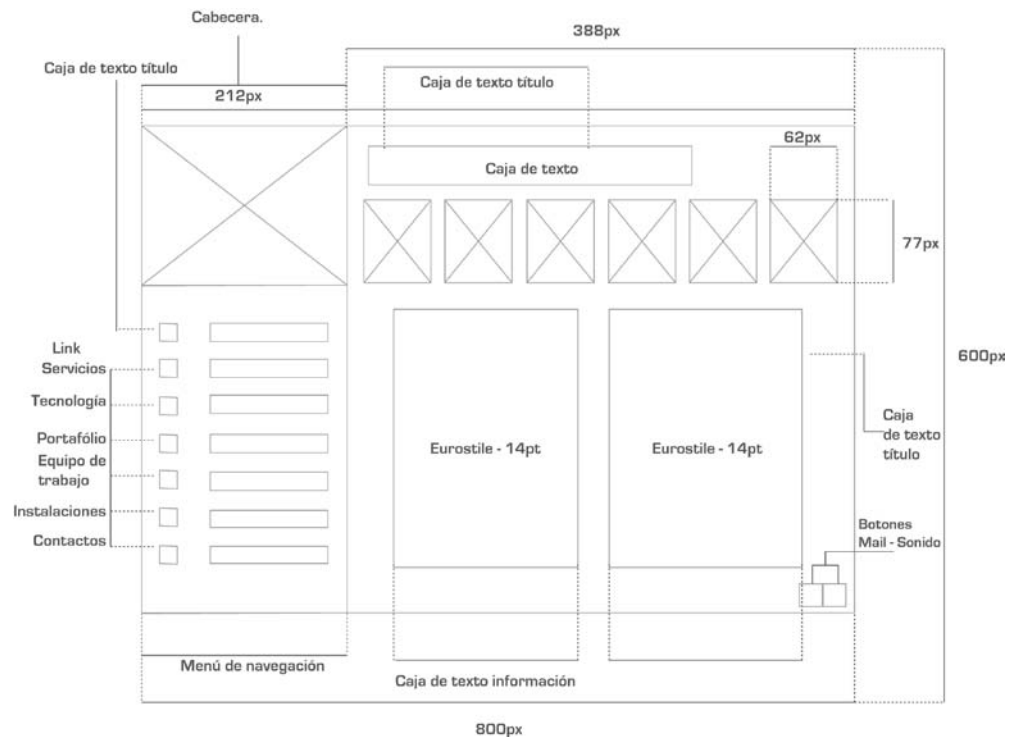 Cabecera.
388px
Caja de texto título
212px
Caja de texto título
62px
Caja de texto
77px
Link
Servicios
Tecnología
Portafólio
Equipo de
trabajo
Instalaciones
Contactos
600px
Caja
de texto
título
Eurostile - 14pt
Eurostile - 14pt
Botones
Mail - Sonido
Menú de navegación
Caja de texto información
800px